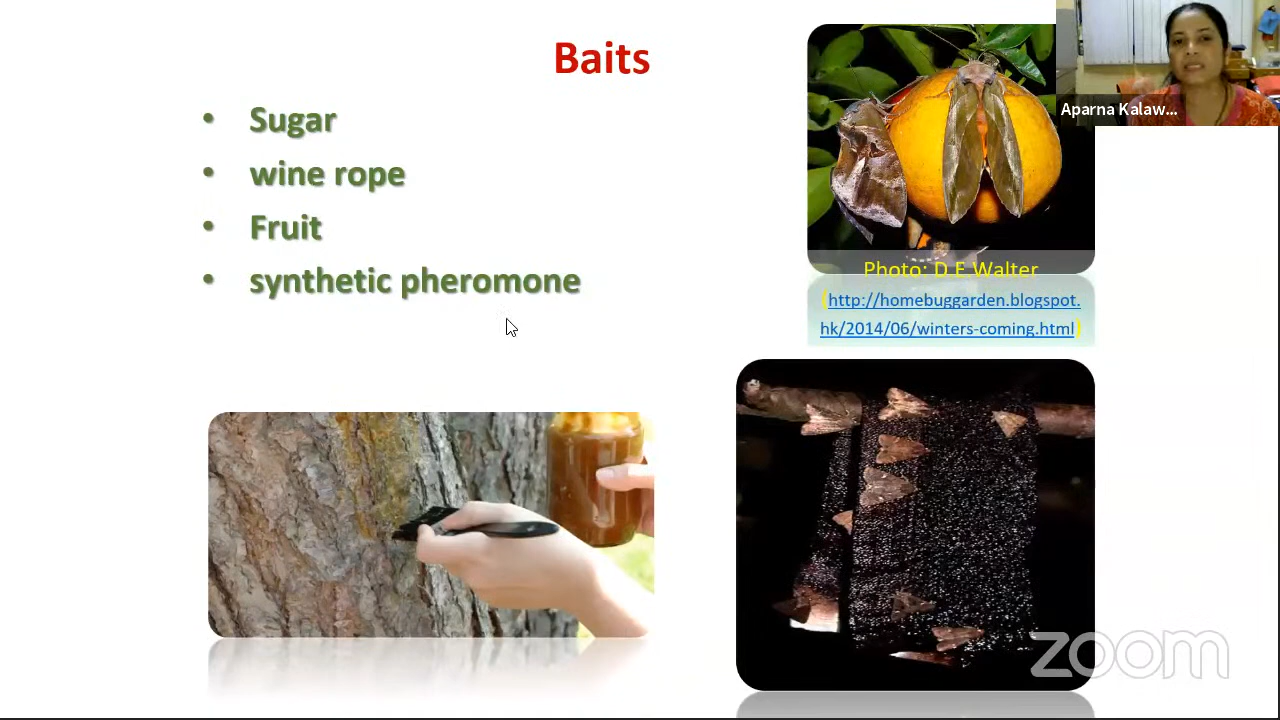 Baits
• Sugar
• wine rope
• Fruit
• synthetic pheromone
Photo: D.E.Walter
(http://homebuggarden.blogspot.
hk/2014/06/winters-coming.html)
Aparna Kalaw...
zoom